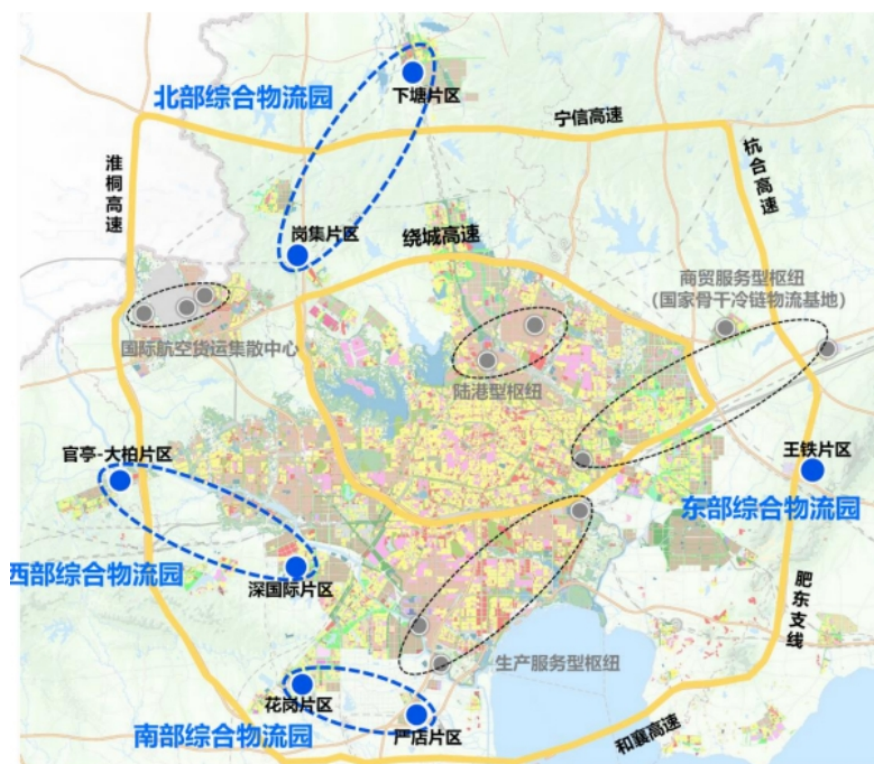 下塘片区
北部综合物流园
宁信高速
杭合高速
淮桐高速
岗集片区
绕城高速
商贸服务型枢纽
（国家骨干冷链物流基地）
国际航空货运集散中心
陆港型枢纽
官亭-大柏片区
王铁片区
东部综合物流园
西部综合物流园
深国际片区
肥东支线
生产服务型枢纽
花岗片区
严店片区
南部综合物流园
和襄高速